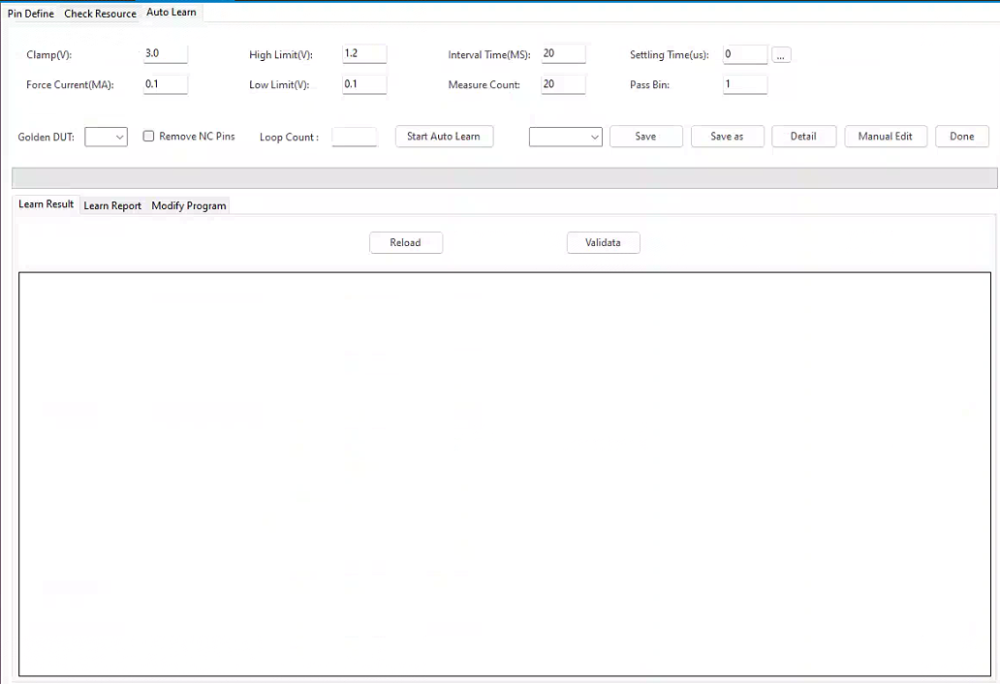 Pin Define Check Resource Auto Learn
Clamp(V): 3.0 High Limit(V): 1.2 Interval Time(MS): 20 Settling Time(us): 0 ...
Force Current(MA): 0.1 Low Limit(V): 0.1 Measure Count: 20 Pass Bin: 1
Golden DUT: Remove NC Pins Loop Count : Start Auto Learn Save Save as Detail Manual Edit Done
Learn Result Learn Report Modify Program
Reload Validata